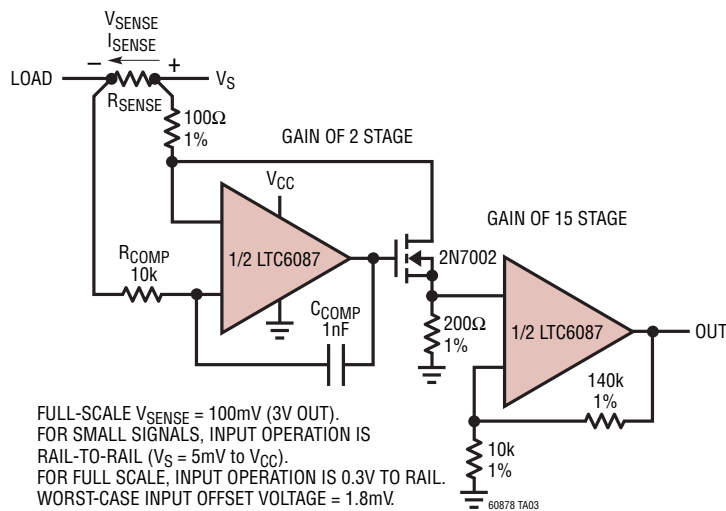 VSENSE
ISENSE
− +
LOAD
VS
RSENSE
100Ω
1%
GAIN OF 2 STAGE
VCC
GAIN OF 15 STAGE
RCOMP
10k
1/2 LTC6087
2N7002
CCOMP
1nF
200Ω
1%
1/2 LTC6087
OUT
140k
1%
10k
1%
FULL-SCALE VSENSE = 100mV (3V OUT).
FOR SMALL SIGNALS, INPUT OPERATION IS
RAIL-TO-RAIL (VS = 5mV to VCC).
FOR FULL SCALE, INPUT OPERATION IS 0.3V TO RAIL.
WORST-CASE INPUT OFFSET VOLTAGE = 1.8mV.
60878 TA03